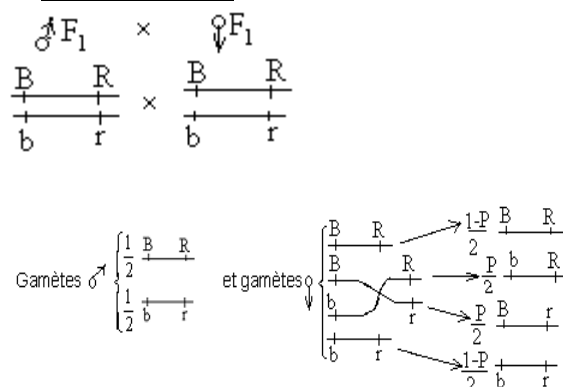 ♂ F1 × ♀ F1
B R × B R
b r b r
Gamètes ♂ 1/2 B R
1/2 b r
et gamètes ♀
B R 1-P/2 B R
B R P/2 b R
b r P/2 B r
b r 1-P/2 b r